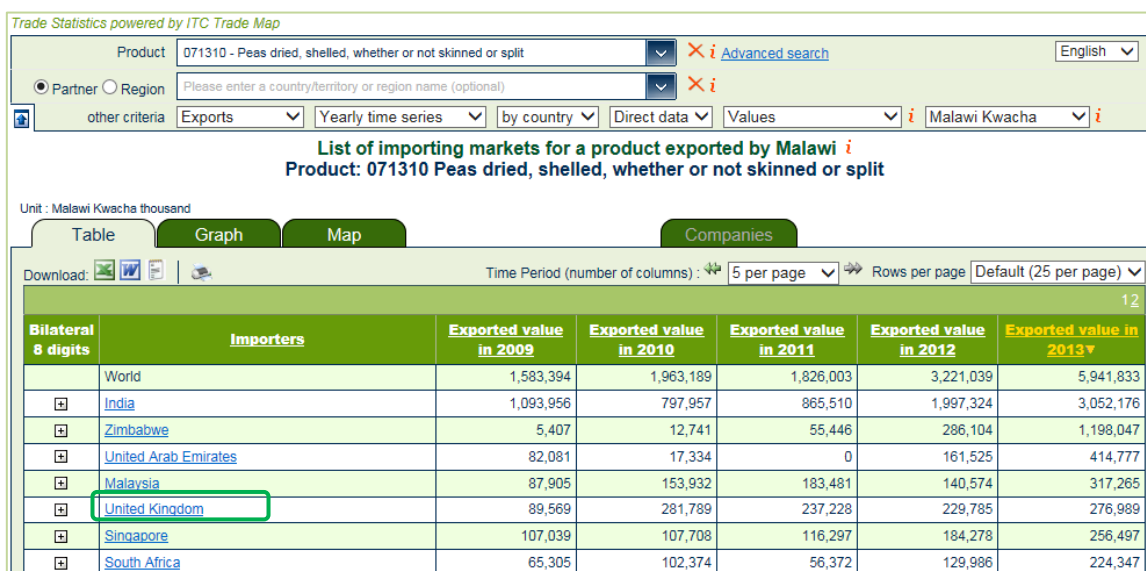 Trade Statistics powered by ITC Trade Map
Product 071310 - Peas dried, shelled, whether or not skinned or split i Advanced search English
Partner Region Please enter a country/territory or region name (optional) i
other criteria Exports Yearly time series by country Direct data Values i Malawi Kwacha i
List of importing markets for a product exported by Malawi i
Product: 071310 Peas dried, shelled, whether or not skinned or split
Unit : Malawi Kwacha thousand
Table Graph Map Companies
Download: Time Period (number of columns) : 5 per page Rows per page Default (25 per page)
1 2
Bilateral 8 digits Importers Exported value in 2009 Exported value in 2010 Exported value in 2011 Exported value in 2012 Exported value in 2013
World 1,583,394 1,963,189 1,826,003 3,221,039 5,941,833
India 1,093,956 797,957 865,510 1,997,324 3,052,176
Zimbabwe 5,407 12,741 55,446 286,104 1,198,047
United Arab Emirates 82,081 17,334 0 161,525 414,777
Malaysia 87,905 153,932 183,481 140,574 317,265
United Kingdom 89,569 281,789 237,228 229,785 276,989
Singapore 107,039 107,708 116,297 184,278 256,497
South Africa 65,305 102,374 56,372 129,986 224,347